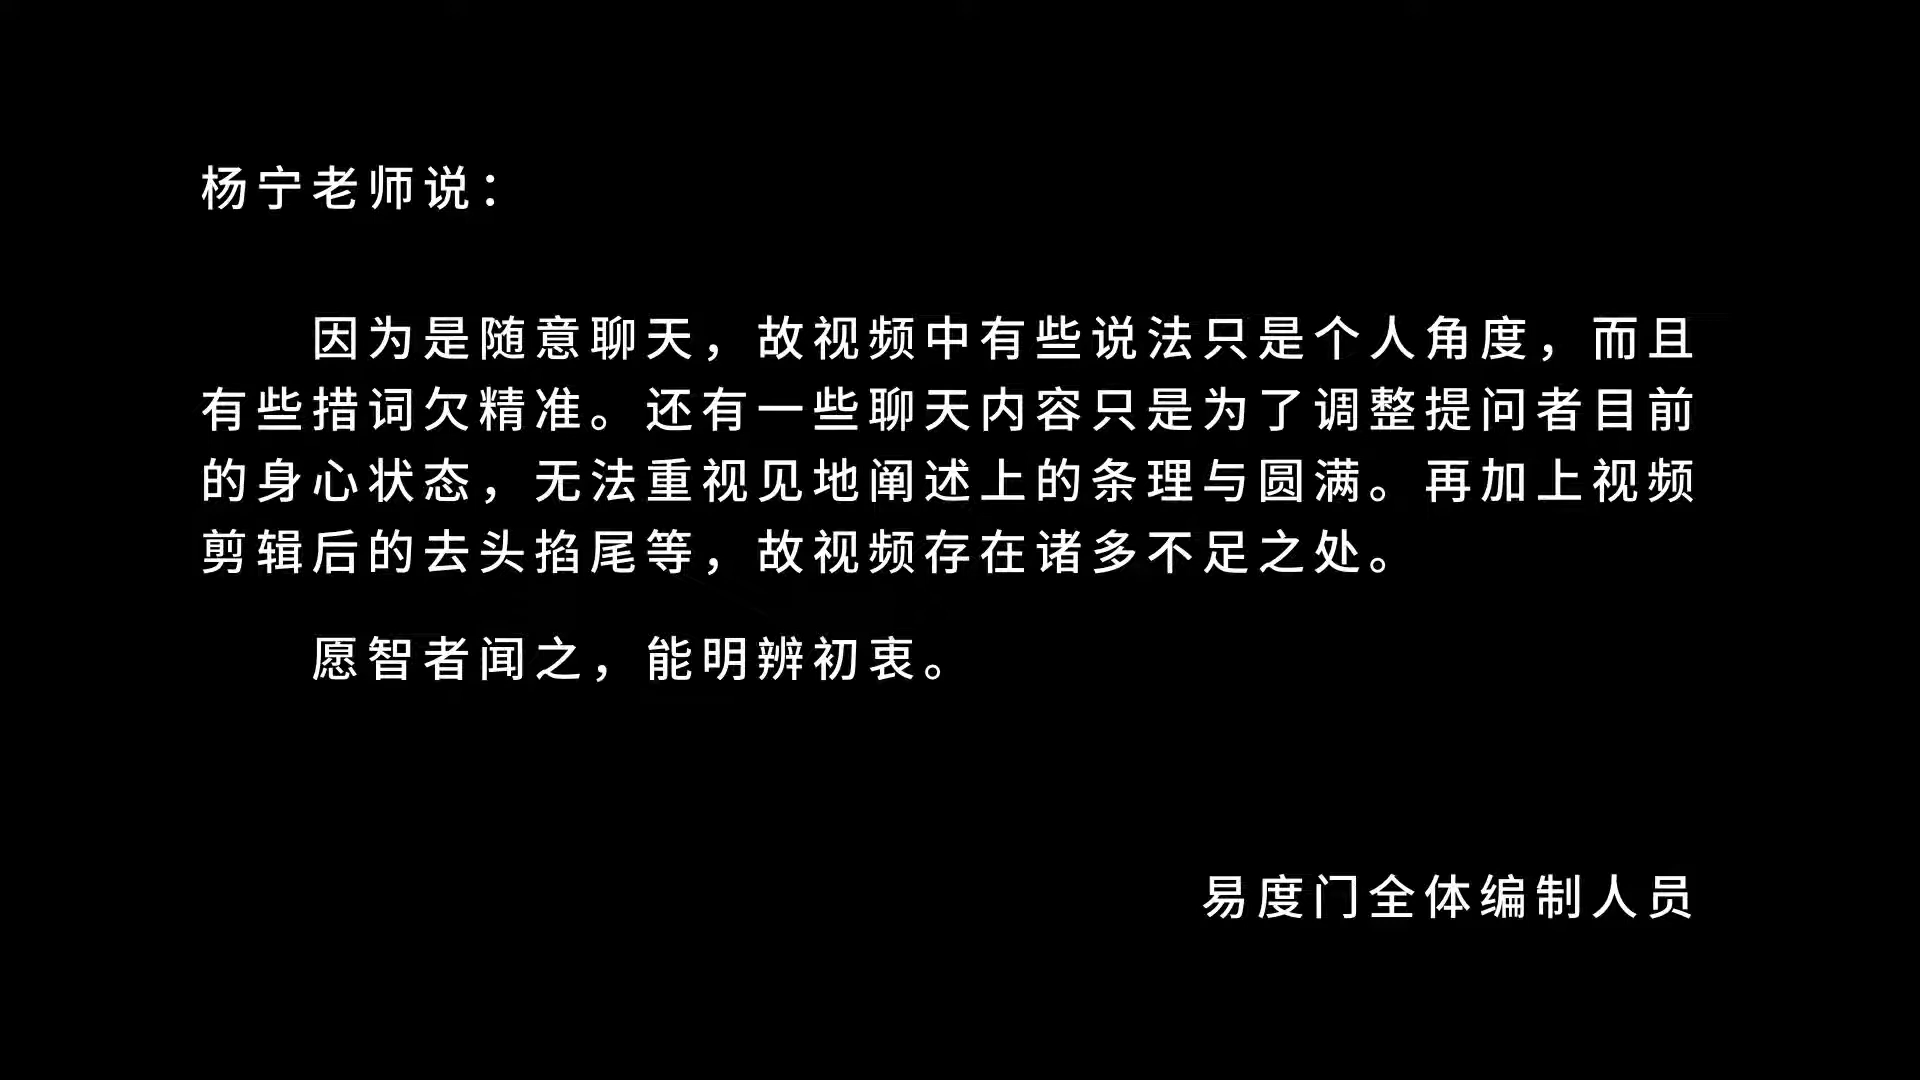 杨宁老师说：
因为是随意聊天，故视频中有些说法只是个人角度，而且
有些措词欠精准。还有一些聊天内容只是为了调整提问者目前
的身心状态，无法重视见地阐述上的条理与圆满。再加上视频
剪辑后的去头掐尾等，故视频存在诸多不足之处。
愿智者闻之，能明辨初衷。
易度门全体编制人员